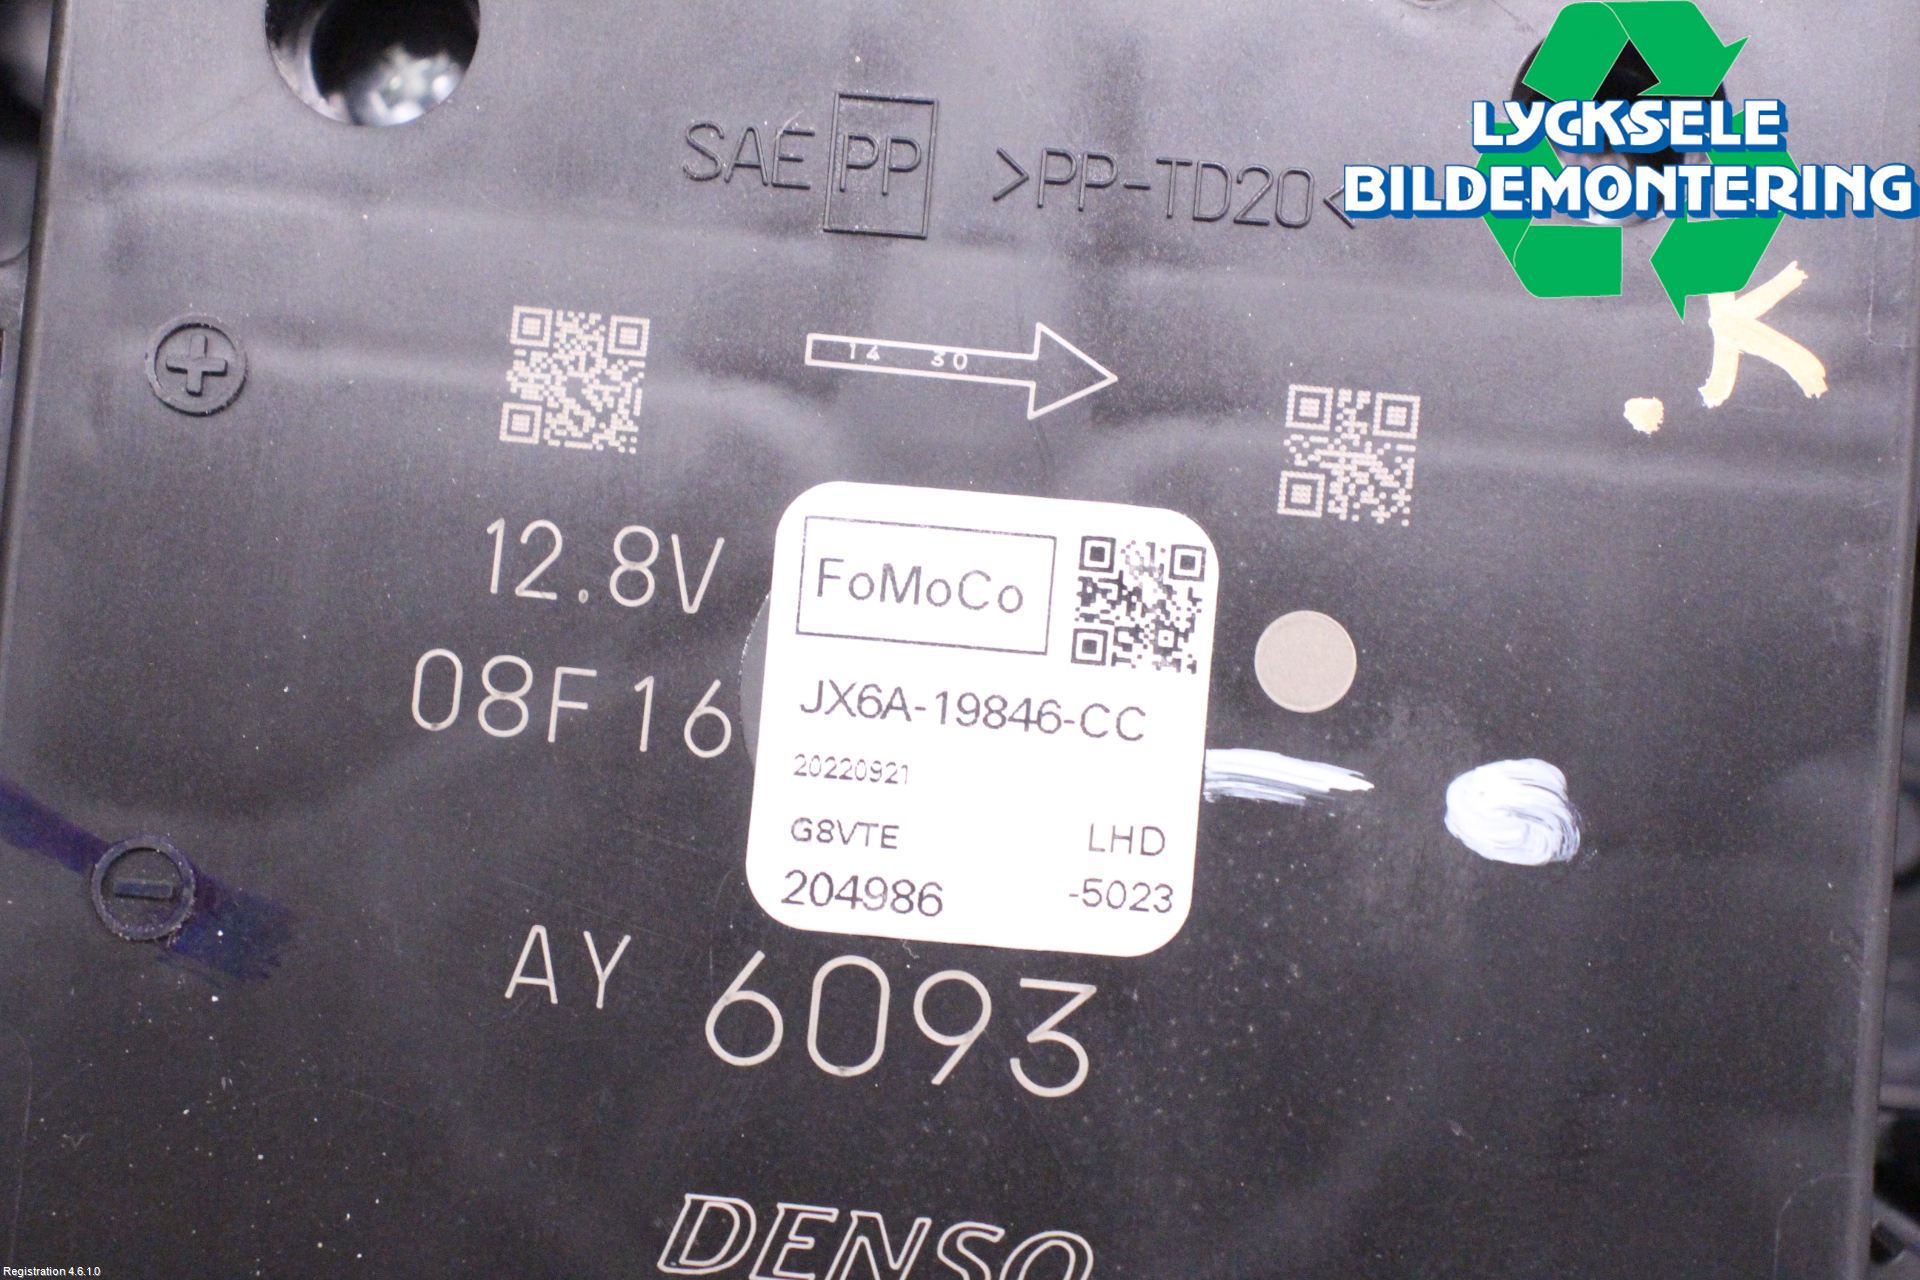 LYCKSELE
BILDEMONTERING
SAE PP >PP-TD20<
14 30
12.8V
08F16
FoMoCo
JX6A-19846-CC
20220921
G8VTE LHD
204986 -5023
AY 6093
DENSO
Registration 4.6.1.0